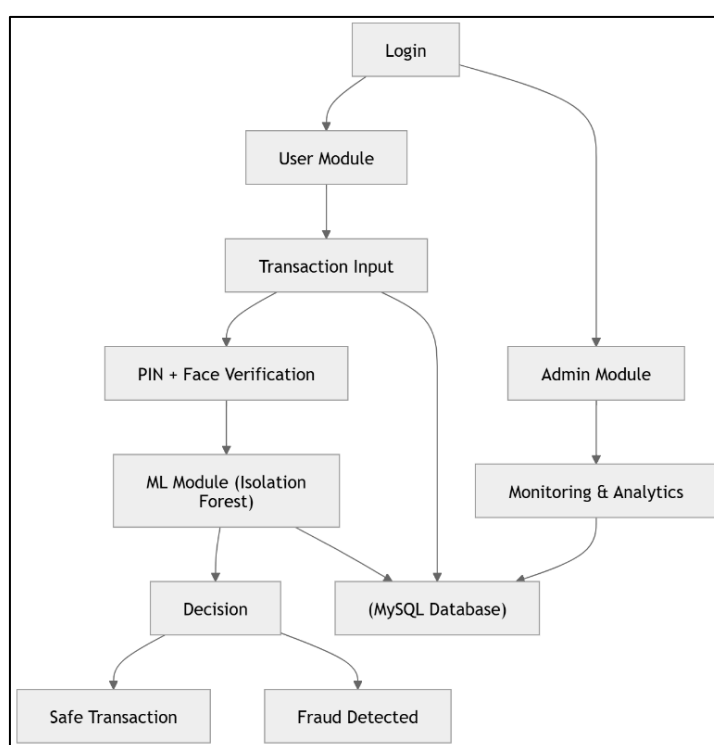 Login
User Module
Transaction Input
PIN + Face Verification
Admin Module
ML Module (Isolation
Forest)
Monitoring & Analytics
Decision
(MySQL Database)
Safe Transaction
Fraud Detected